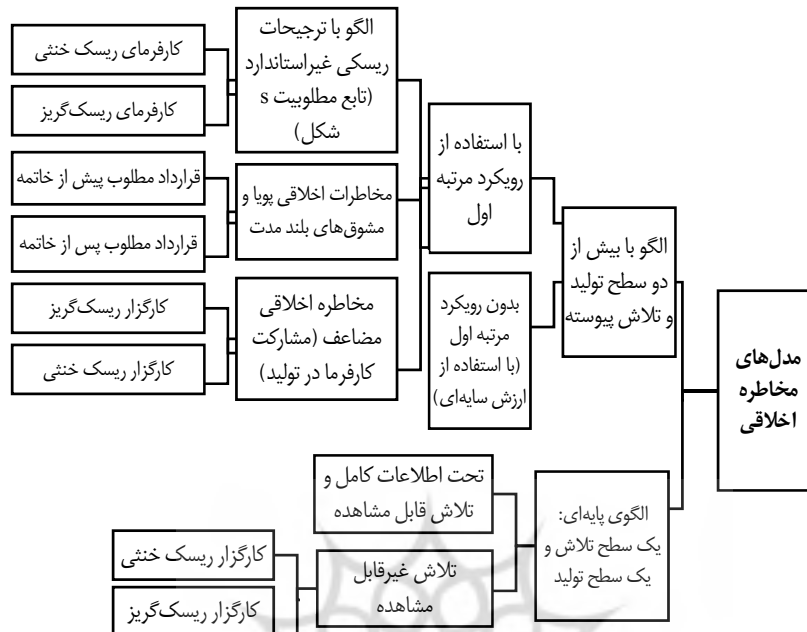 مدل‌های
مخاطره
اخلاقی
الگو با بیش از
دو سطح تولید
و تلاش پیوسته
با استفاده از
رویکرد مرتبه
اول
الگو با ترجیحات
ریسکی غیراستاندارد
(تابع مطلوبیت s
شکل)
کارفرمای ریسک خنثی
کارفرمای ریسک‌گریز
مخاطرات اخلاقی پویا و
مشوق‌های بلند مدت
قرارداد مطلوب پیش از خاتمه
قرارداد مطلوب پس از خاتمه
مخاطره اخلاقی
مضاعف (مشارکت
کارفرما در تولید)
کارگزار ریسک‌گریز
کارگزار ریسک خنثی
بدون رویکرد
مرتبه اول
(با استفاده از
ارزش سایه‌ای)
الگوی پایه‌ای:
یک سطح تلاش و
یک سطح تولید
تحت اطلاعات کامل و
تلاش قابل مشاهده
تلاش غیرقابل
مشاهده
کارگزار ریسک خنثی
کارگزار ریسک‌گریز